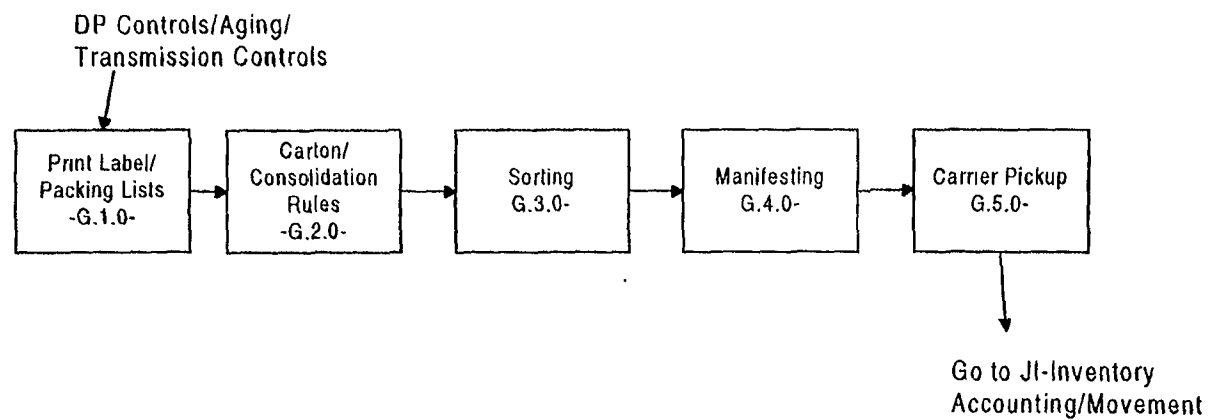 DP Controls/Aging/
Transmission Controls
Print Label/
Packing Lists
-G.1.0-
Carton/
Consolidation
Rules
-G.2.0-
Sorting
G.3.0-
Manifesting
G.4.0-
Carrier Pickup
G.5.0-
Go to JI-Inventory
Accounting/Movement